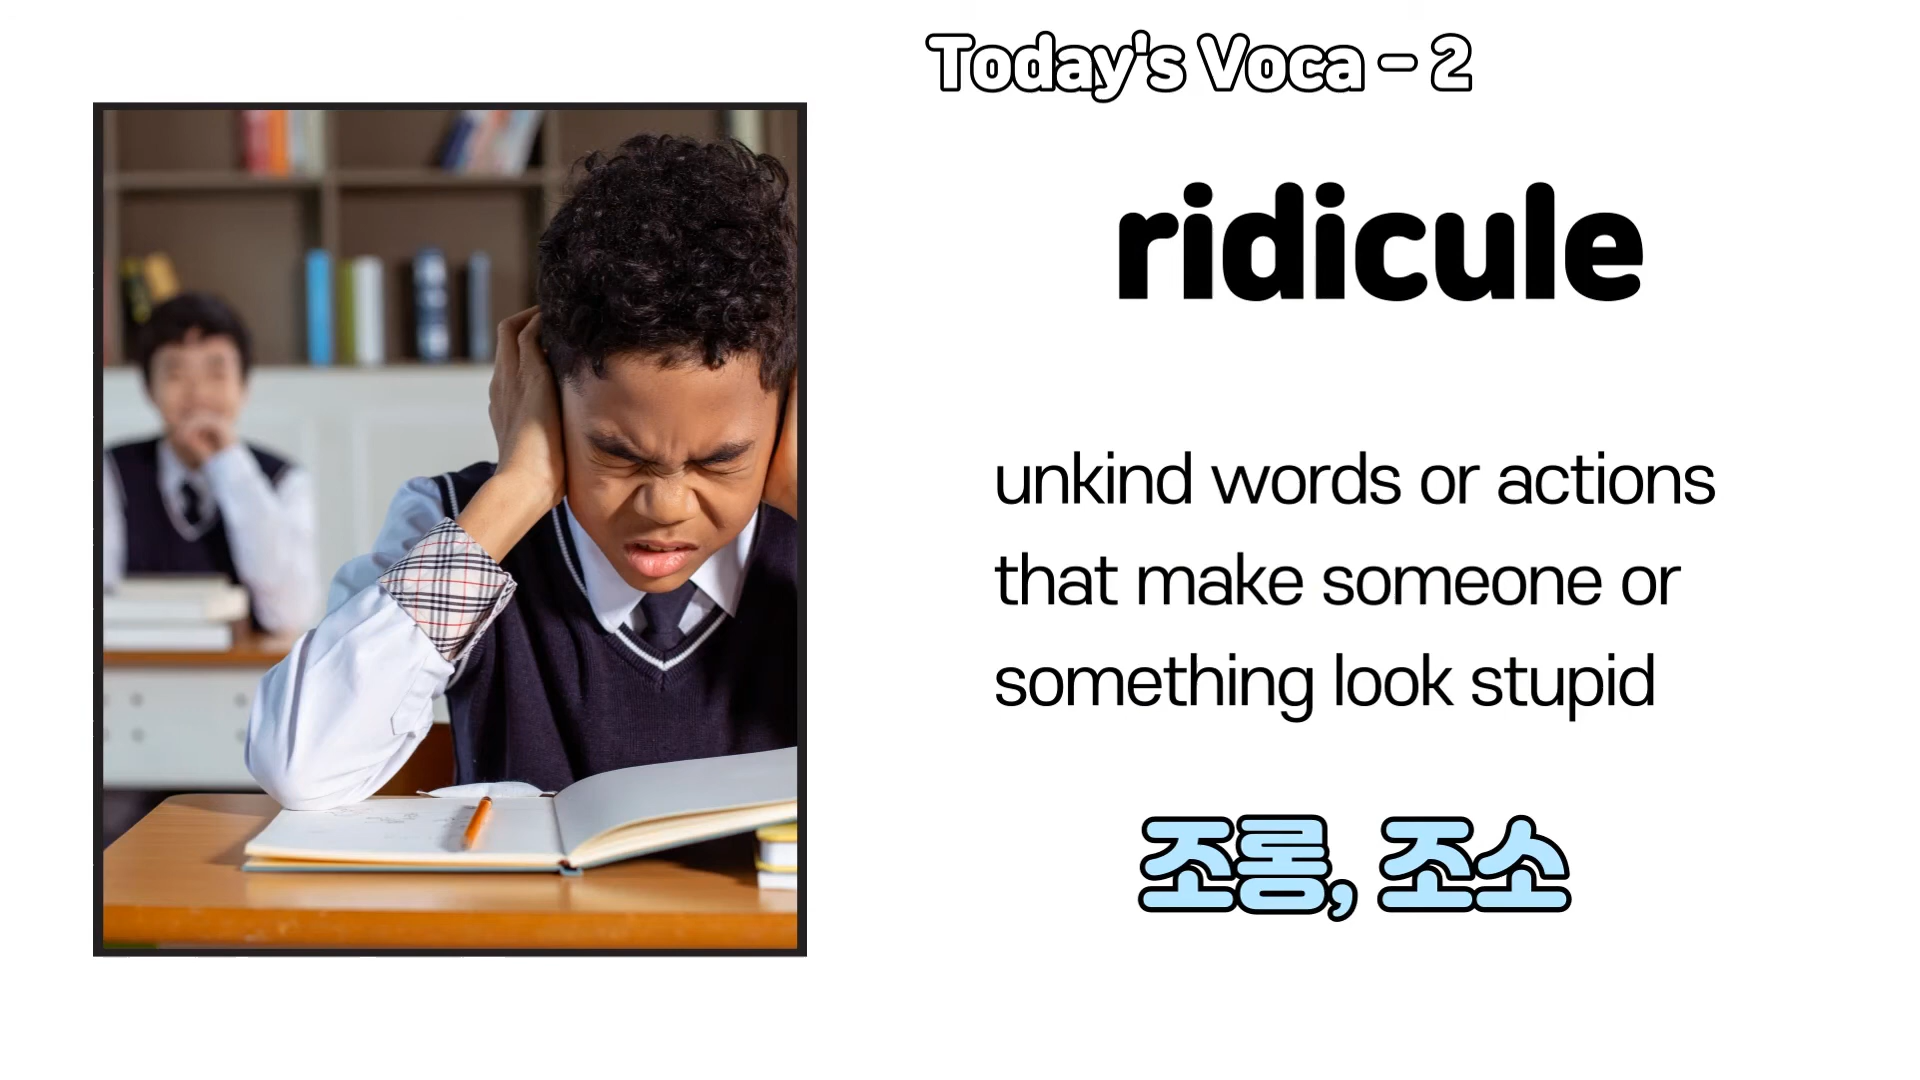 Today's Voca - 2
ridicule
unkind words or actions
that make someone or
something look stupid
조롱, 조소